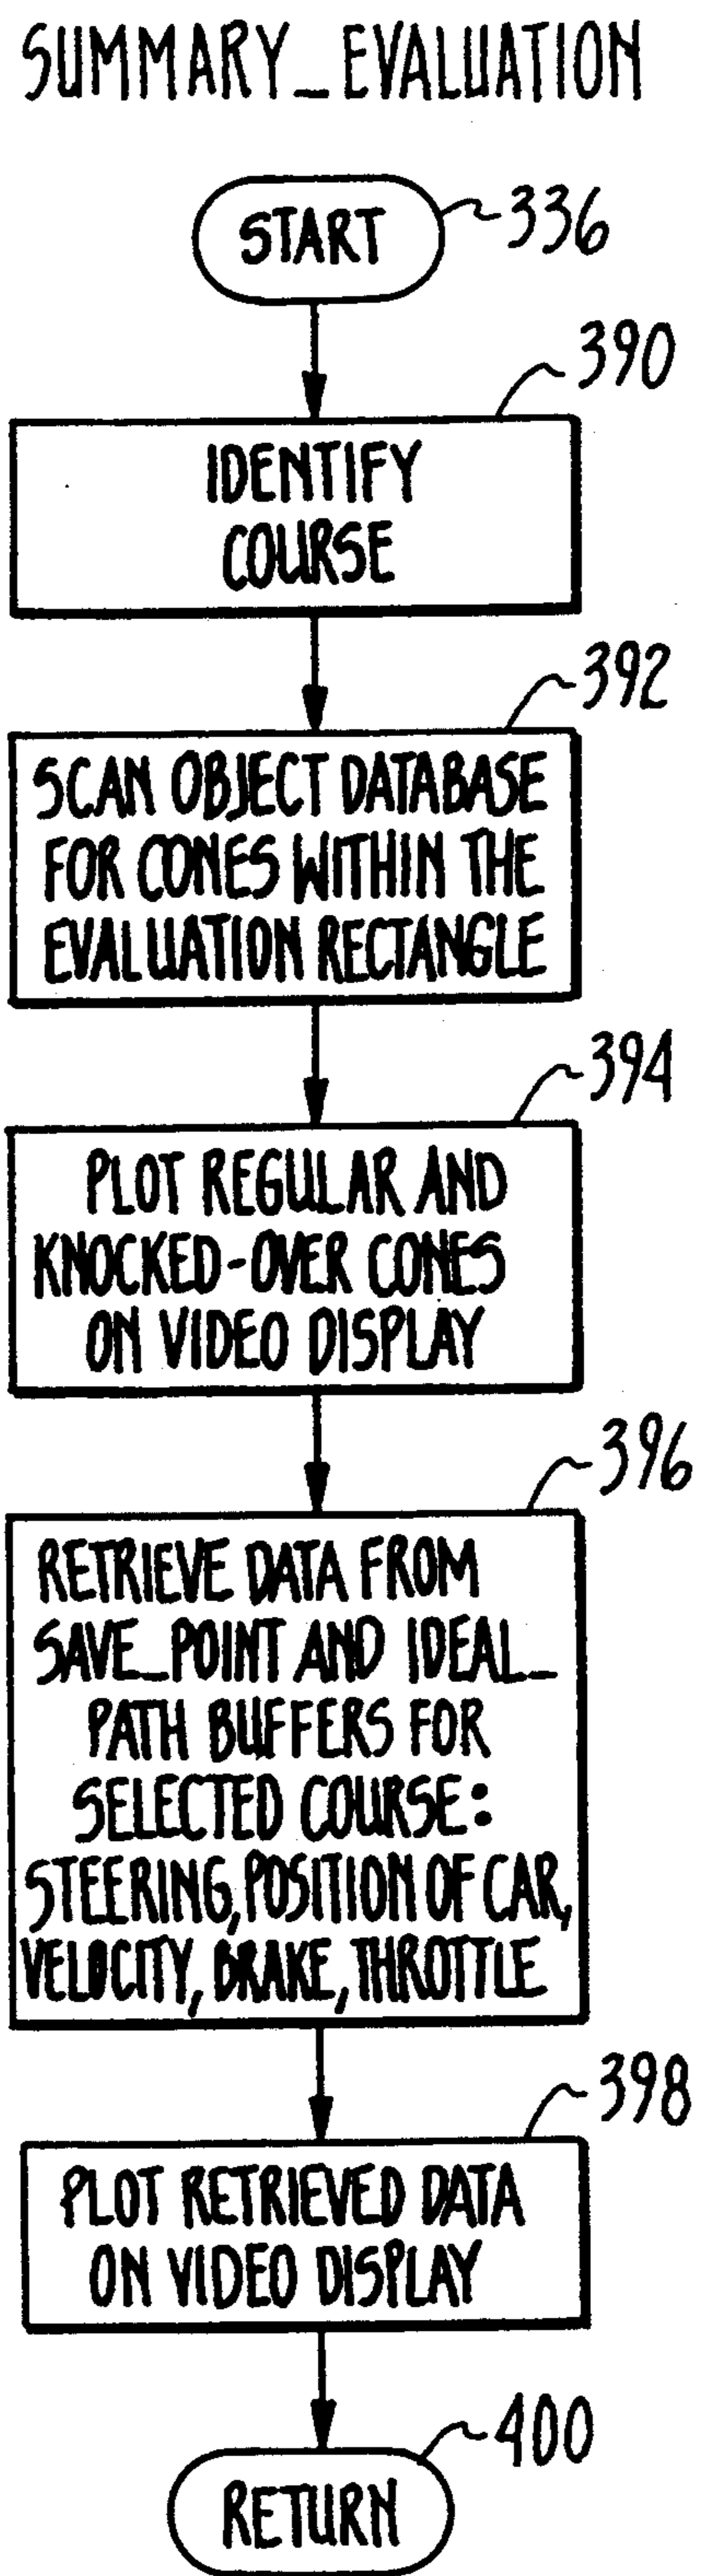 SUMMARY_EVALUATION
START
336
390
IDENTIFY
COURSE
392
SCAN OBJECT DATABASE
FOR CONES WITHIN THE
EVALUATION RECTANGLE
394
PLOT REGULAR AND
KNOCKED-OVER CONES
ON VIDEO DISPLAY
396
RETRIEVE DATA FROM
SAVE_POINT AND IDEAL_
PATH BUFFERS FOR
SELECTED COURSE:
STEERING, POSITION OF CAR,
VELOCITY, BRAKE, THROTTLE
398
PLOT RETRIEVED DATA
ON VIDEO DISPLAY
400
RETURN